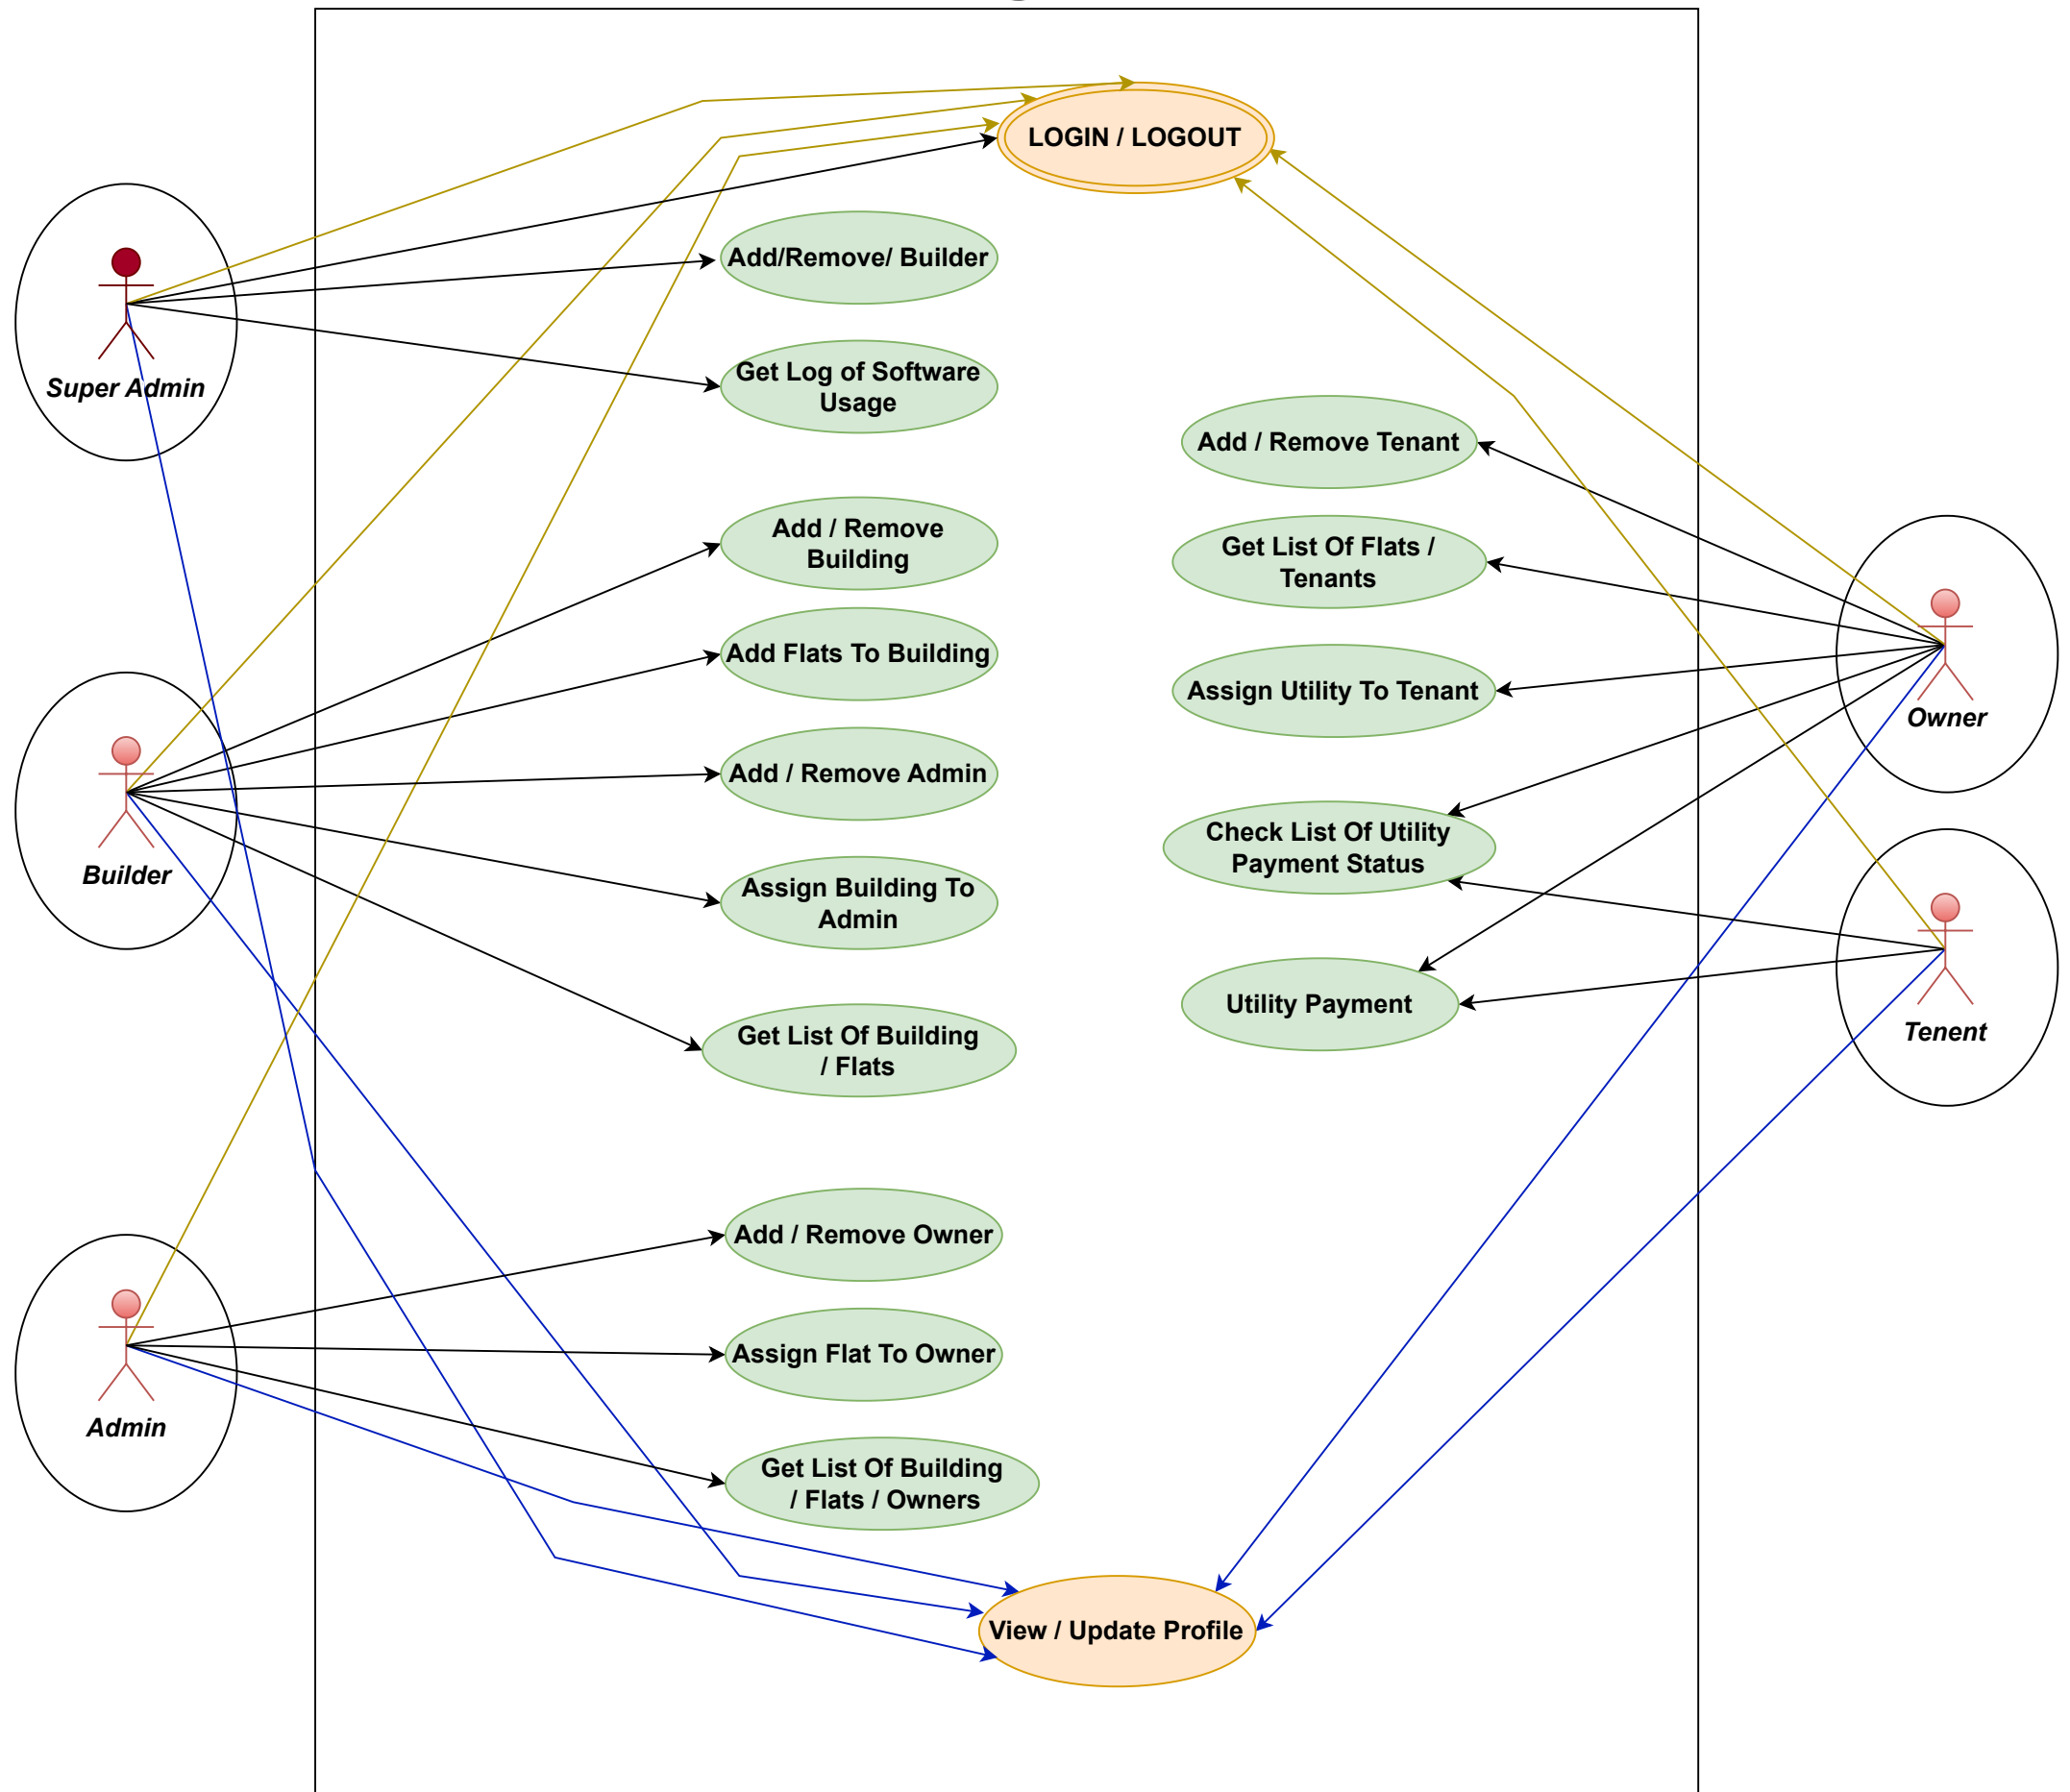 LOGIN / LOGOUT
Add/Remove/ Builder
Super Admin
Get Log of Software
Usage
Add / Remove Tenant
Add / Remove
Building
Get List Of Flats /
Tenants
Add Flats To Building
Assign Utility To Tenant
Owner
Add / Remove Admin
Check List Of Utility
Payment Status
Builder
Assign Building To
Admin
Utility Payment
Tenent
Get List Of Building
/ Flats
Add / Remove Owner
Assign Flat To Owner
Admin
Get List Of Building
/ Flats / Owners
View / Update Profile